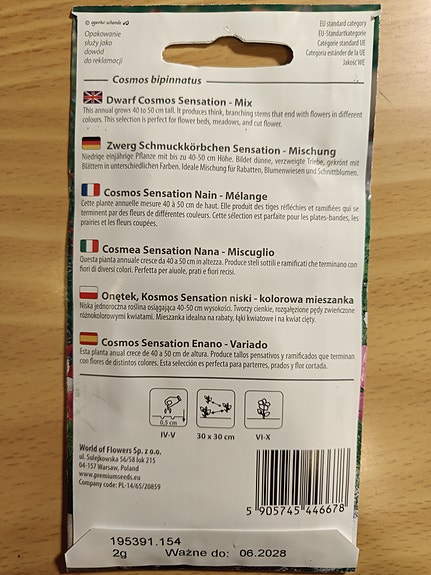 © agartha seeds
Opakowanie
służy jako
dowód
do reklamacji
EU standard category
EU-Standartkategorie
Catégorie standard UE
Categoría estándar de la UE
Jakość WE
Cosmos bipinnatus
Dwarf Cosmos Sensation - Mix
This annual grows 40 to 50 cm tall. It produces thin, branching stems that end with flowers in different
colours. This selection is perfect for flower beds, meadows, and cut flower.
Zwerg Schmuckkörbchen Sensation - Mischung
Niedrige einjährige Pflanze mit bis zu 40-50 cm Höhe. Bildet dünne, verzweigte Triebe, gekrönt mit
Blättern in unterschiedlichen Farben. Ideale Mischung für Rabatten, Blumenwiesen und Schnittblumen.
Cosmos Sensation Nain - Mélange
Cette plante annuelle mesure 40 à 50 cm de haut. Elle produit des tiges réfléchies et ramifiées qui se
terminent par des fleurs de différentes couleurs. Cette sélection est parfaite pour les plates-bandes, les
prairies et les fleurs coupées.
Cosmea Sensation Nana - Miscuglio
Questa pianta annuale cresce da 40 a 50 cm in altezza. Produce steli sottili e ramificati che terminano con
fiori di diversi colori. Perfetta per aiuole, prati e fiori recisi.
Onętek, Kosmos Sensation niski - kolorowa mieszanka
Niska jednoroczna roślina osiągająca 40-50 cm wysokości. Tworzy cienkie, rozgałęzione pędy zwieńczone
różnokolorowymi kwiatami. Mieszanka idealna na rabaty, łąki kwiatowe i na kwiat cięty.
Cosmos Sensation Enano - Variado
Esta planta anual crece de 40 a 50 cm de altura. Produce tallos pensativos y ramificados que terminan
con flores de distintos colores. Esta selección es perfecta para parterres, prados y flor cortada.
0,5 cm
IV-V
30 x 30 cm
VI-X
World of Flowers Sp. z o.o.
ul. Sulejkowska 56/58 lok 215
04-157 Warsaw, Poland
www.premiumseeds.eu
Company code: PL-14/65/20859
5 905745 446678
195391.154
2g Ważne do: 06.2028